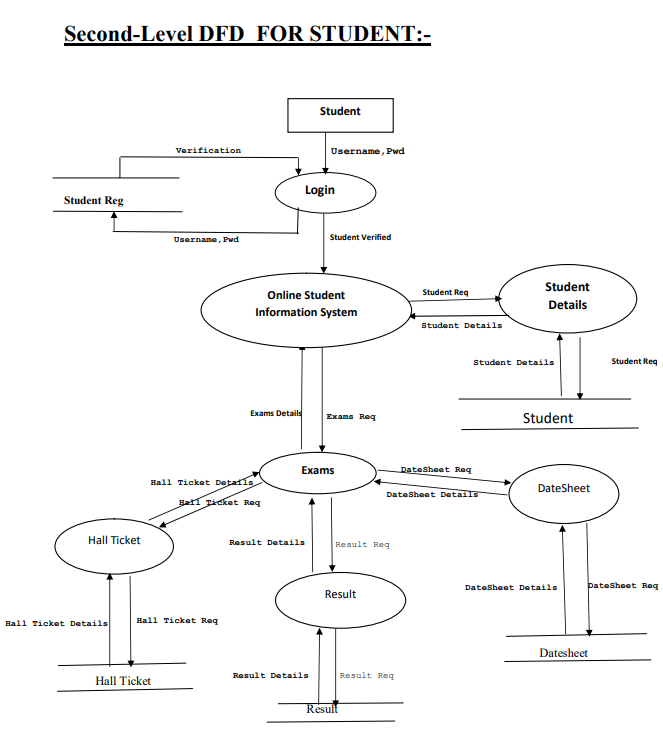 Second-Level DFD FOR STUDENT:-
Student
Verification
Username,Pwd
Login
Student Reg
Username,Pwd
Student Verified
Online Student
Information System
Student Req
Student
Details
Student Details
Student Details
Student Req
Student
Exams Details
Exams Req
Exams
DateSheet Req
DateSheet Details
DateSheet
Hall Ticket Details
Hall Ticket Req
Hall Ticket
Result Details
Result Req
Result
DateSheet Details
DateSheet Req
Datesheet
Hall Ticket Details
Hall Ticket Req
Hall Ticket
Result Details
Result Req
Result